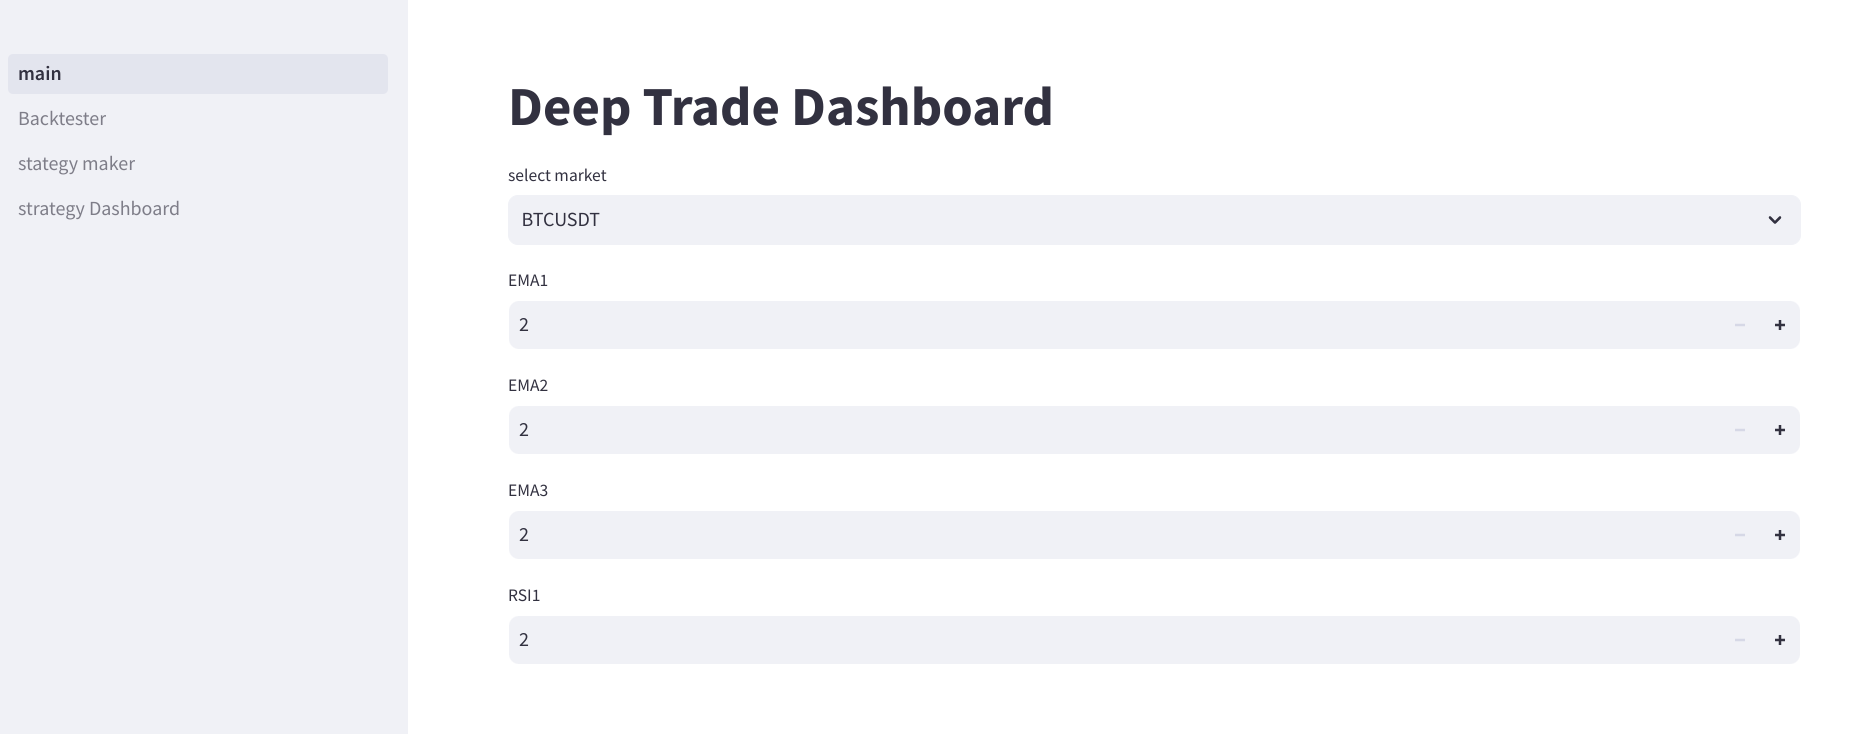 main
Backtester
stategy maker
strategy Dashboard
Deep Trade Dashboard
select market
BTCUSDT
EMA1
2
EMA2
2
EMA3
2
RSI1
2